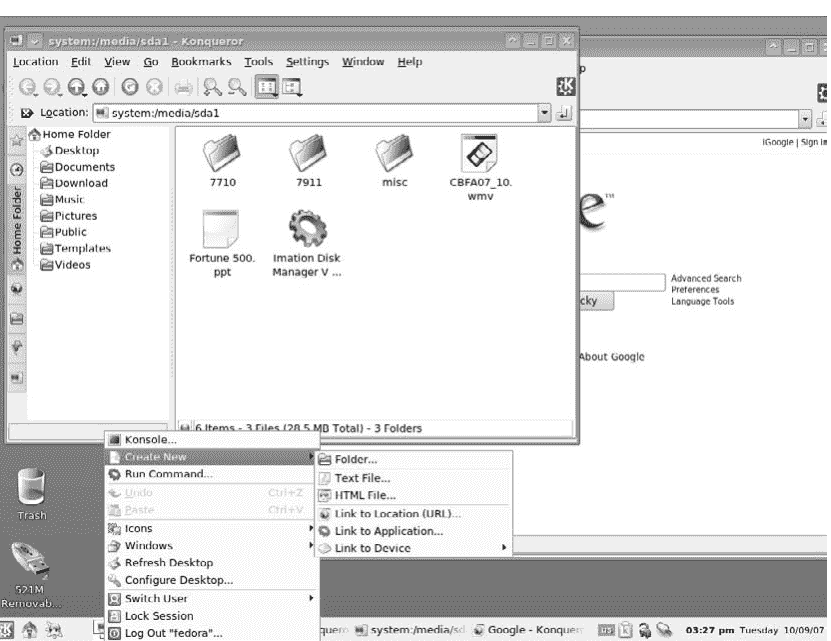 system:/media/sda1 - Konqueror
Location Edit View Go Bookmarks Tools Settings Window Help
Location: system:/media/sda1
Home Folder
Desktop
Documents
Download
Music
Pictures
Public
Templates
Videos
Home Folder
7710
7911
misc
CBFA07_10.
wmv
Fortune 500.
ppt
Imation Disk
Manager V ...
6 Items - 3 Files (28.5 MB Total) - 3 Folders
iGoogle | Sign in
e™
Advanced Search
Preferences
Language Tools
cky
About Google
Konsole...
Create New
Run Command...
Undo Ctrl+Z
Paste Ctrl+V
Icons
Windows
Refresh Desktop
Configure Desktop...
Switch User
Lock Session
Log Out "fedora"...
Folder...
Text File...
HTML File...
Link to Location (URL)...
Link to Application...
Link to Device
Trash
521M
Removab...
quero
system:/media/sd
Google - Konquer
03:27 pm Tuesday 10/09/07